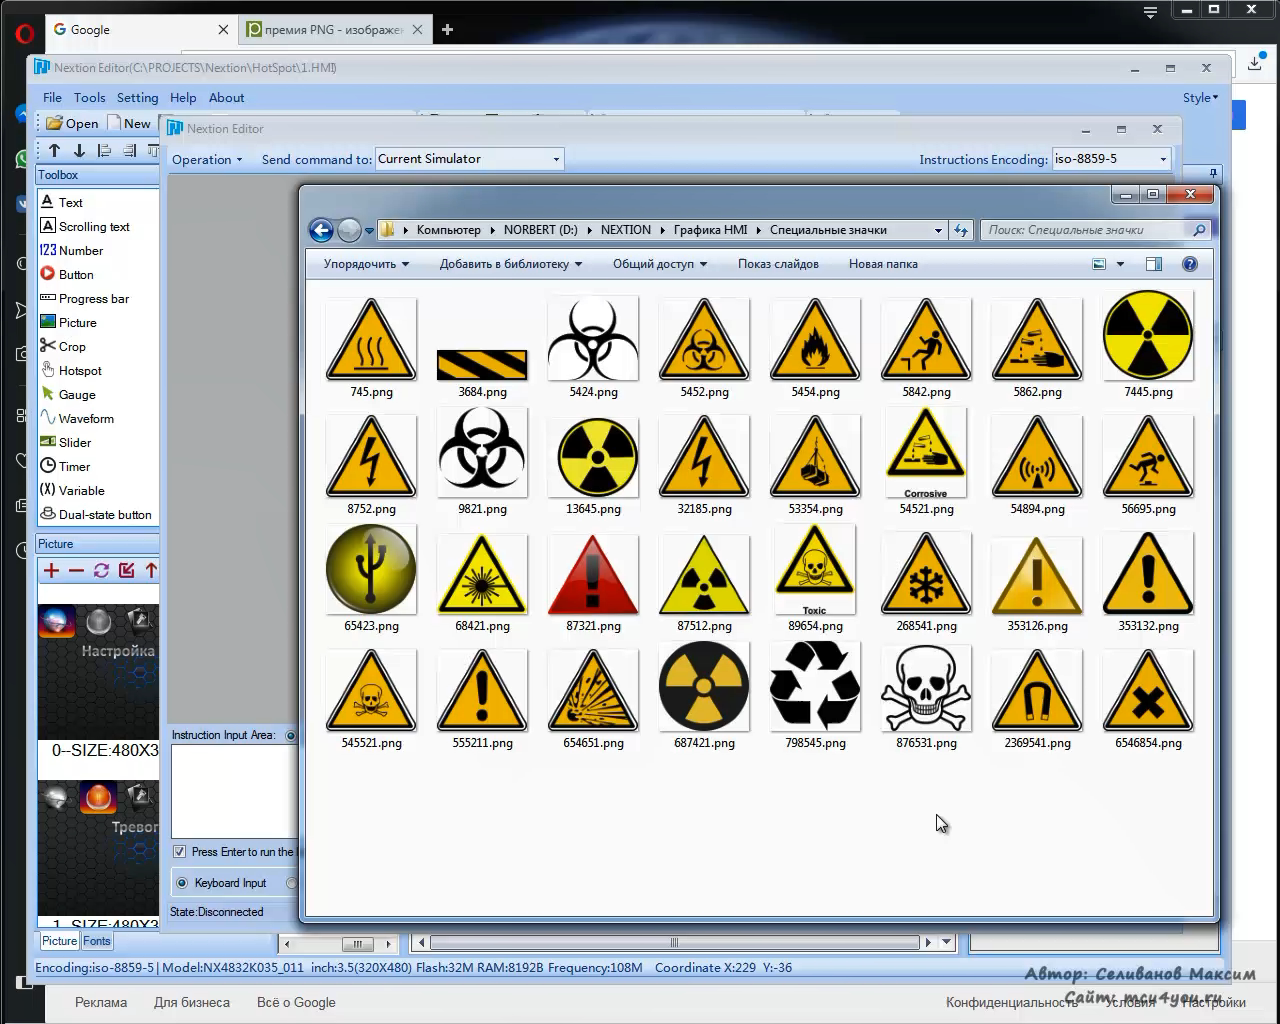 Google
премия PNG - изображе
Nextion Editor(C:\PROJECTS\Nextion\HotSpot\1.HMI)
File Tools Setting Help About
Style
Open New
Nextion Editor
Operation Send command to: Current Simulator
Instructions Encoding: iso-8859-5
Toolbox
Text
Scrolling text
Number
Button
Progress bar
Picture
Crop
Hotspot
Gauge
Waveform
Slider
Timer
Variable
Dual-state button
Picture
Настройка
0--SIZE:480X3
Тревог
1--SIZE:480X3
Picture Fonts
Компьютер NORBERT (D:) NEXTION Графика HMI Специальные значки
Поиск: Специальные значки
Упорядочить Добавить в библиотеку Общий доступ Показ слайдов Новая папка
745.png 3684.png 5424.png 5452.png 5454.png 5842.png 5862.png 7445.png
Corrosive
8752.png 9821.png 13645.png 32185.png 53354.png 54521.png 54894.png 56695.png
Toxic
65423.png 68421.png 87321.png 87512.png 89654.png 268541.png 353126.png 353132.png
545521.png 555211.png 654651.png 687421.png 798545.png 876531.png 2369541.png 6546854.png
Instruction Input Area:
Press Enter to run the
Keyboard Input
State:Disconnected
Encoding:iso-8859-5 Model:NX4832K035_011 inch:3.5(320X480) Flash:32M RAM:8192B Frequency:108M Coordinate X:229 Y:-36
Автор: Селиванов Максим
Сайт: mcu4you.ru
Реклама Для бизнеса Всё о Google
Конфиденциальность Условия Настройки